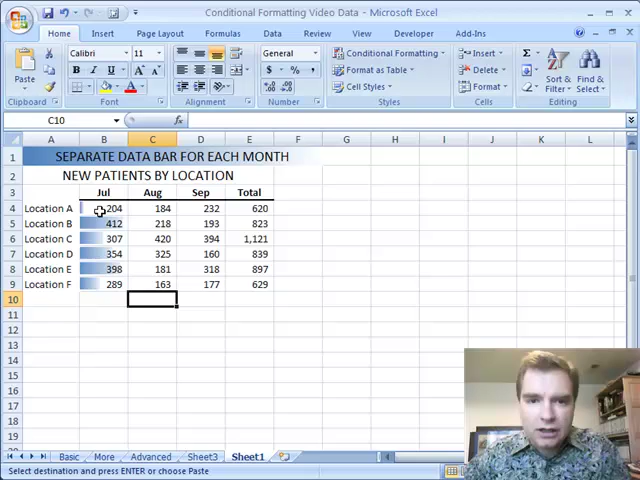 Conditional Formatting Video Data - Microsoft Excel
Home Insert Page Layout Formulas Data Review View Developer Add-Ins
Paste
Calibri 11
B I U
General
$ % ,
Conditional Formatting
Format as Table
Cell Styles
Insert
Delete
Format
Σ
Sort & Filter
Find & Select
Clipboard Font Alignment Number Styles Cells Editing
C10 fx
A B C D E F G H I J K L
1 SEPARATE DATA BAR FOR EACH MONTH
2 NEW PATIENTS BY LOCATION
3 Jul Aug Sep Total
4 Location A 204 184 232 620
5 Location B 412 218 193 823
6 Location C 307 420 394 1,121
7 Location D 354 325 160 839
8 Location E 398 181 318 897
9 Location F 289 163 177 629
10
11
12
13
14
15
16
17
18
19
Basic More Advanced Sheet3 Sheet1
Select destination and press ENTER or choose Paste